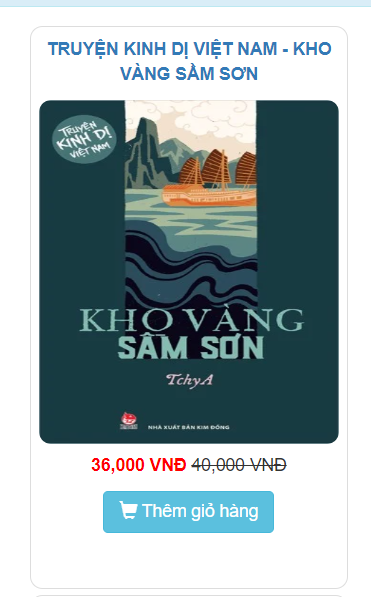 TRUYỆN KINH DỊ VIỆT NAM - KHO
VÀNG SẦM SƠN
TRUYỆN
KINH DỊ
VIỆT NAM
KHO VÀNG
SẦM SƠN
TchyA
NHÀ XUẤT BẢN KIM ĐỒNG
36,000 VNĐ 40,000 VNĐ
Thêm giỏ hàng